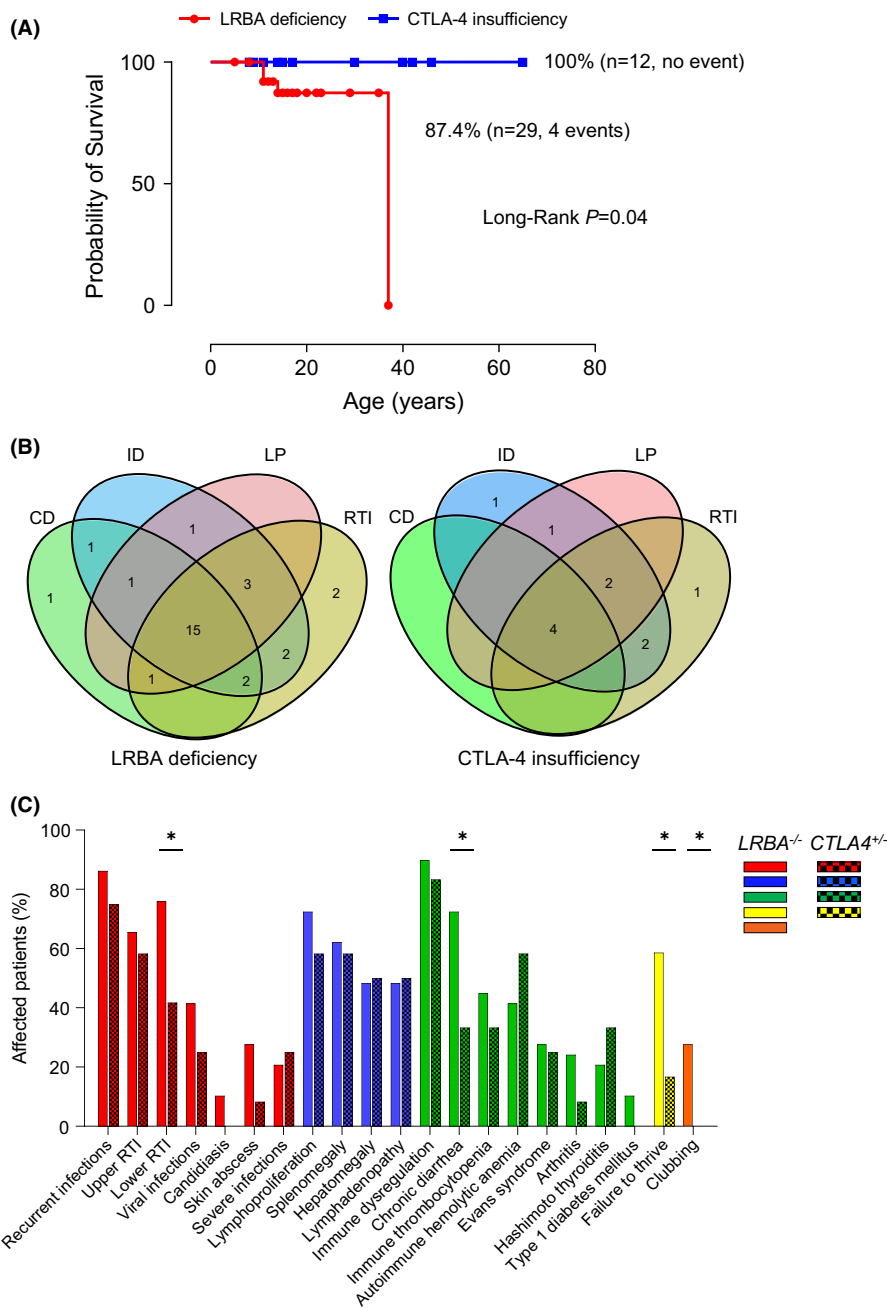 (A)
LRBA deficiency CTLA-4 insufficiency
Probability of Survival
100
50
0
100% (n=12, no event)
87.4% (n=29, 4 events)
Long-Rank P=0.04
0 20 40 60 80
Age (years)
(B)
CD ID LP RTI
1 1 1 1 3 2 15 1 2 2
LRBA deficiency
CD ID LP RTI
1 1 2 1 4 2
CTLA-4 insufficiency
(C)
Affected patients (%)
100
80
60
40
20
0
* * * *
LRBA-/- CTLA4+/-
Recurrent infections
Upper RTI
Lower RTI
Viral infections
Candidiasis
Skin abscess
Severe infections
Lymphoproliferation
Splenomegaly
Hepatomegaly
Lymphadenopathy
Immune dysregulation
Chronic diarrhea
Immune thrombocytopenia
Autoimmune hemolytic anemia
Evans syndrome
Arthritis
Hashimoto thyroiditis
Type 1 diabetes mellitus
Failure to thrive
Clubbing